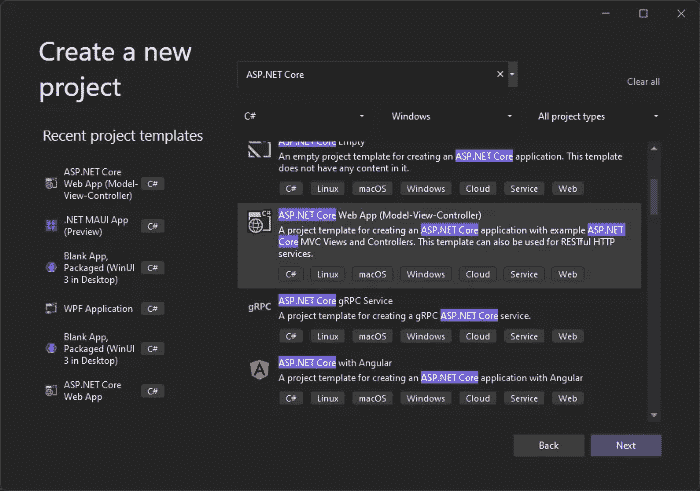 Create a new
project
Recent project templates
ASP.NET Core
Web App (Model-
View-Controller)
C#
.NET MAUI App
(Preview)
C#
Blank App,
Packaged (WinUI
3 in Desktop)
C#
WPF Application
C#
Blank App,
Packaged (WinUI
3 in Desktop)
C#
ASP.NET Core
Web App
C#
ASP.NET Core
Clear all
C#
Windows
All project types
ASP.NET Core Empty
An empty project template for creating an ASP.NET Core application. This template
does not have any content in it.
C# Linux macOS Windows Cloud Service Web
C#
ASP.NET Core Web App (Model-View-Controller)
A project template for creating an ASP.NET Core application with example ASP.NET
Core MVC Views and Controllers. This template can also be used for RESTful HTTP
services.
C# Linux macOS Windows Cloud Service Web
gRPC
ASP.NET Core gRPC Service
A project template for creating a gRPC ASP.NET Core service.
C# Linux macOS Windows Cloud Service Web
ASP.NET Core with Angular
A project template for creating an ASP.NET Core application with Angular
C# Linux macOS Windows Cloud Service Web
Back
Next